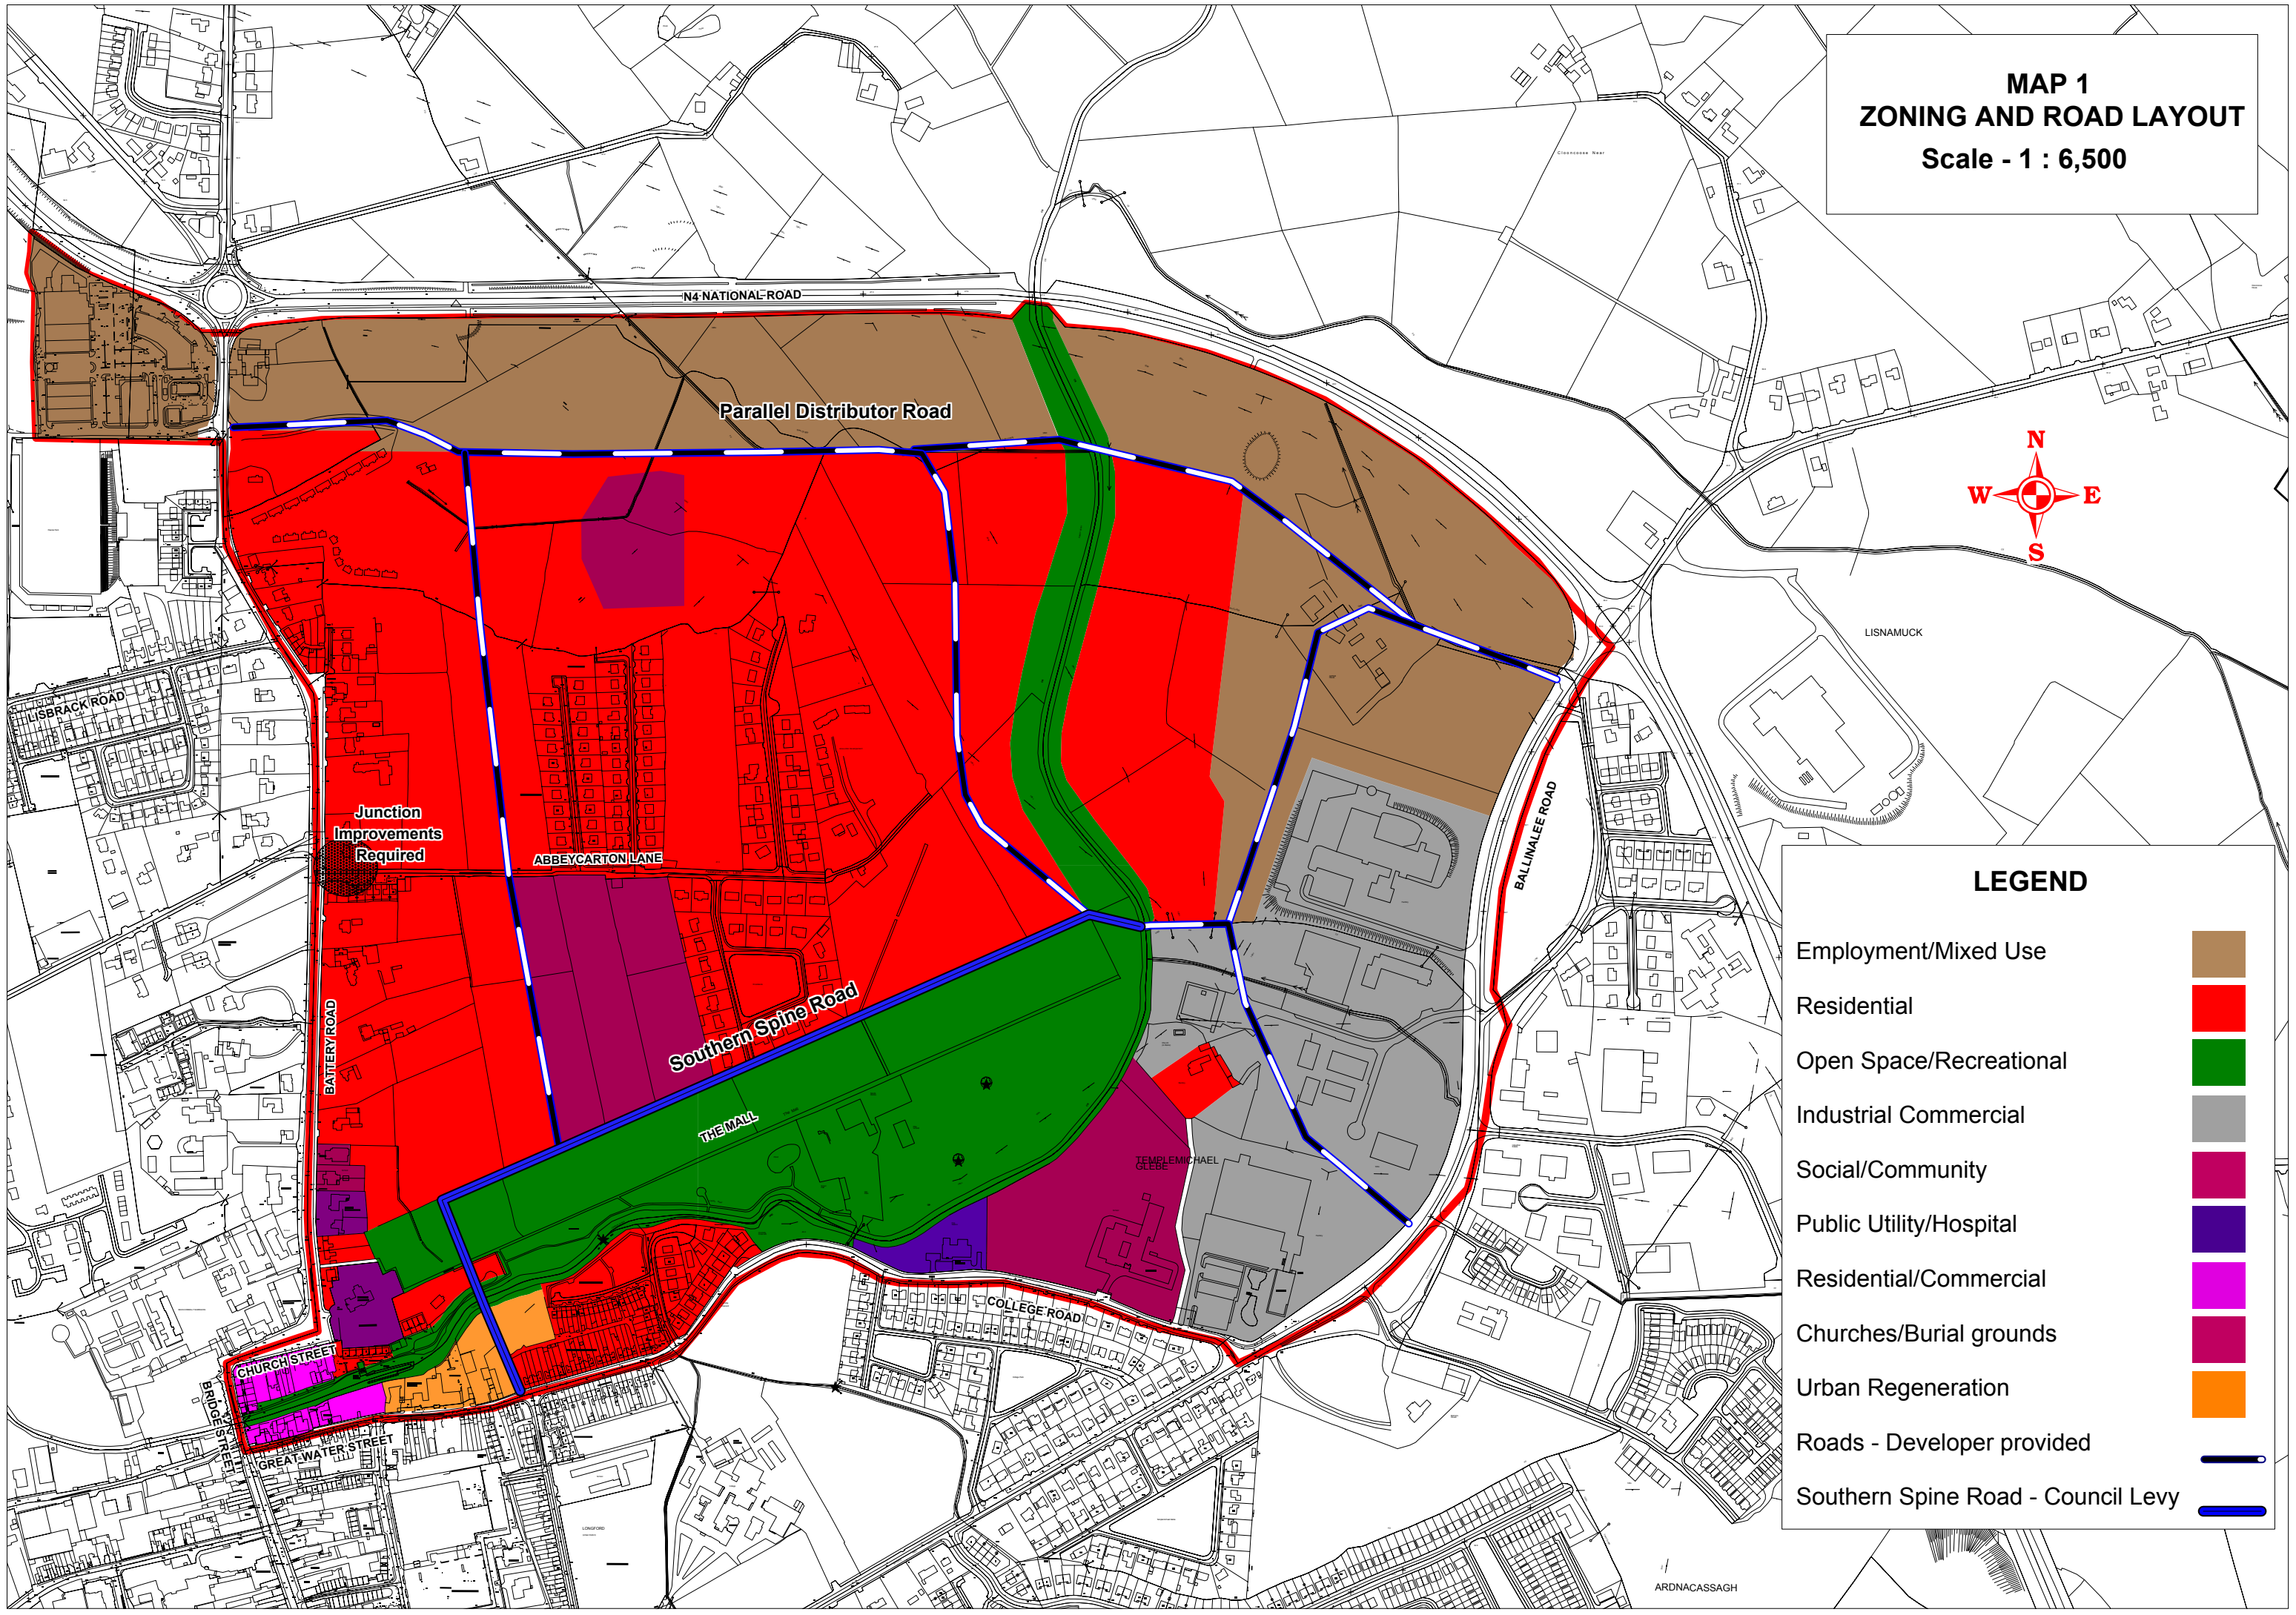 MAP 1
ZONING AND ROAD LAYOUT
Scale - 1 : 6,500
Cloonroose Near
N4 NATIONAL ROAD
Parallel Distributor Road
N
W E
S
LISNAMUCK
LISBRACK ROAD
Junction
Improvements
Required
ABBEYCARTON LANE
BALLINALEE ROAD
BATTERY ROAD
Southern Spine Road
THE MALL
TEMPLEMICHAEL
GLEBE
COLLEGE ROAD
CHURCH STREET
BRIDGE STREET
GREAT WATER STREET
LONGFORD
ARDNACASSAGH
LEGEND
Employment/Mixed Use
Residential
Open Space/Recreational
Industrial Commercial
Social/Community
Public Utility/Hospital
Residential/Commercial
Churches/Burial grounds
Urban Regeneration
Roads - Developer provided
Southern Spine Road - Council Levy